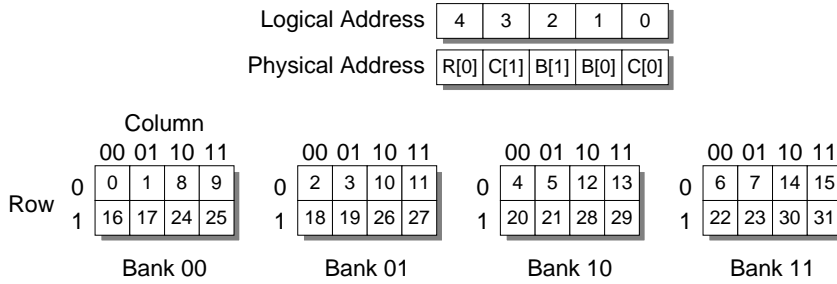 Logical Address 4 3 2 1 0
Physical Address R[0] C[1] B[1] B[0] C[0]
Column
00 01 10 11 00 01 10 11 00 01 10 11 00 01 10 11
0 0 1 8 9 0 2 3 10 11 0 4 5 12 13 0 6 7 14 15
Row
1 16 17 24 25 1 18 19 26 27 1 20 21 28 29 1 22 23 30 31
Bank 00 Bank 01 Bank 10 Bank 11